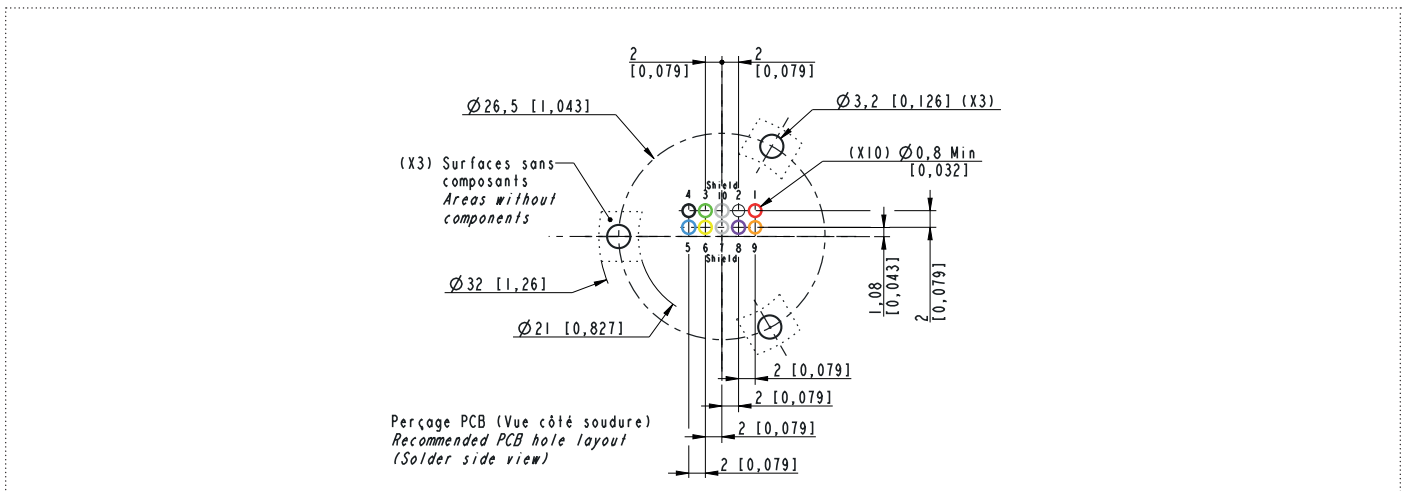 2
[0,079]
2
[0,079]
Ø26,5 [1,043]
Ø3,2 [0,126] (X3)
(X3) Surfaces sans
composants
Areas without
components
(X10) Ø0,8 Min
[0,032]
Shield
4 3 10 2 1
5 6 7 8 9
Shield
Ø32 [1,26]
Ø21 [0,827]
1,08
[0,043]
2
[0,079]
2 [0,079]
2 [0,079]
2 [0,079]
2 [0,079]
Perçage PCB (Vue côté soudure)
Recommended PCB hole layout
(Solder side view)